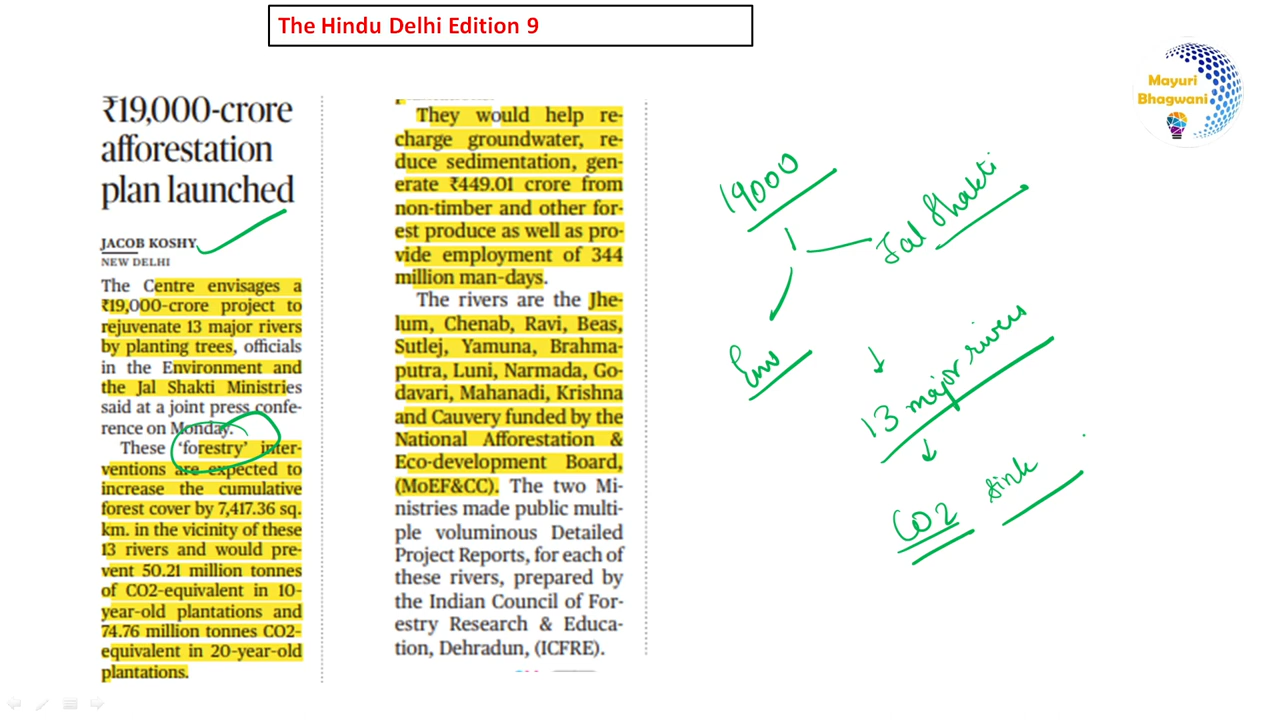 The Hindu Delhi Edition 9
Mayuri
Bhagwani
₹19,000-crore
afforestation
plan launched
JACOB KOSHY
NEW DELHI
The Centre envisages a
₹19,000-crore project to
rejuvenate 13 major rivers
by planting trees, officials
in the Environment and
the Jal Shakti Ministries
said at a joint press confe-
rence on Monday.
These ‘forestry’ inter-
ventions are expected to
increase the cumulative
forest cover by 7,417.36 sq.
km. in the vicinity of these
13 rivers and would pre-
vent 50.21 million tonnes
of CO2-equivalent in 10-
year-old plantations and
74.76 million tonnes CO2-
equivalent in 20-year-old
plantations.
They would help re-
charge groundwater, re-
duce sedimentation, gen-
erate ₹449.01 crore from
non-timber and other for-
est produce as well as pro-
vide employment of 344
million man-days.
The rivers are the Jhe-
lum, Chenab, Ravi, Beas,
Sutlej, Yamuna, Brahma-
putra, Luni, Narmada, Go-
davari, Mahanadi, Krishna
and Cauvery funded by the
National Afforestation &
Eco-development Board,
(MoEF&CC). The two Mi-
nistries made public multi-
ple voluminous Detailed
Project Reports, for each of
these rivers, prepared by
the Indian Council of For-
estry Research & Educa-
tion, Dehradun, (ICFRE).
19000
Jal Shakti
Env
13 major rivers
CO2 sink